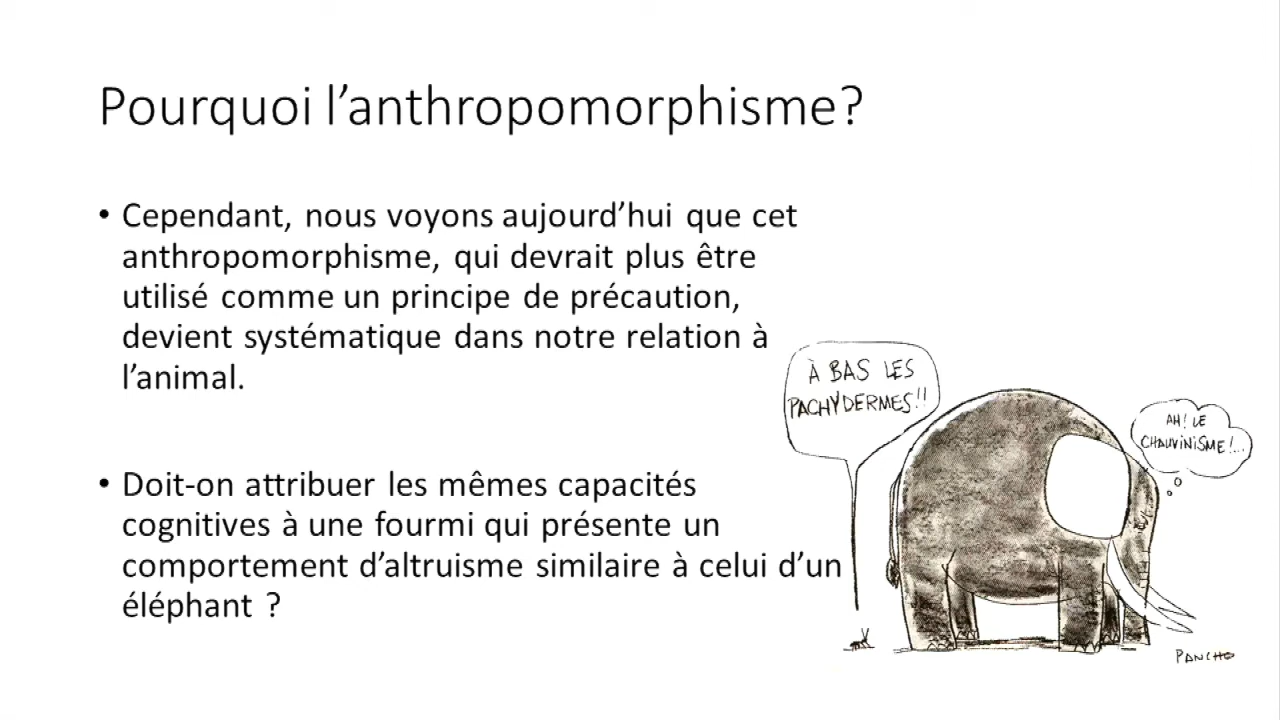 Pourquoi l’anthropomorphisme?
• Cependant, nous voyons aujourd’hui que cet
anthropomorphisme, qui devrait plus être
utilisé comme un principe de précaution,
devient systématique dans notre relation à
l’animal.
• Doit-on attribuer les mêmes capacités
cognitives à une fourmi qui présente un
comportement d’altruisme similaire à celui d’un
éléphant ?
À BAS LES
PACHYDERMES!!
AH! LE
CHAUVINISME!...
PANCHO